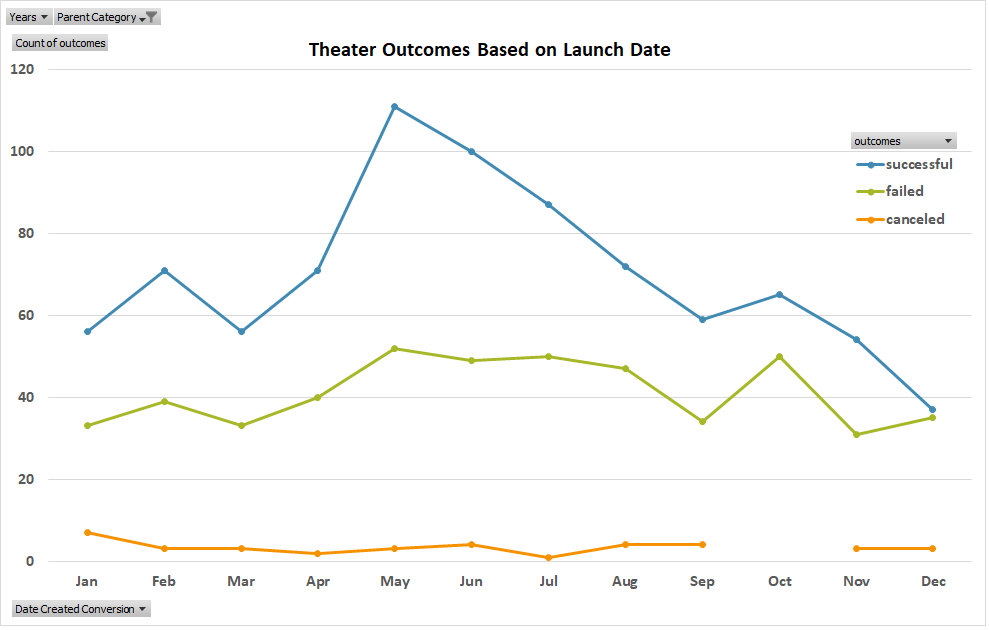 Years Parent Category
Count of outcomes
Theater Outcomes Based on Launch Date
120
100
80
60
40
20
0
outcomes
successful
failed
canceled
Jan Feb Mar Apr May Jun Jul Aug Sep Oct Nov Dec
Date Created Conversion